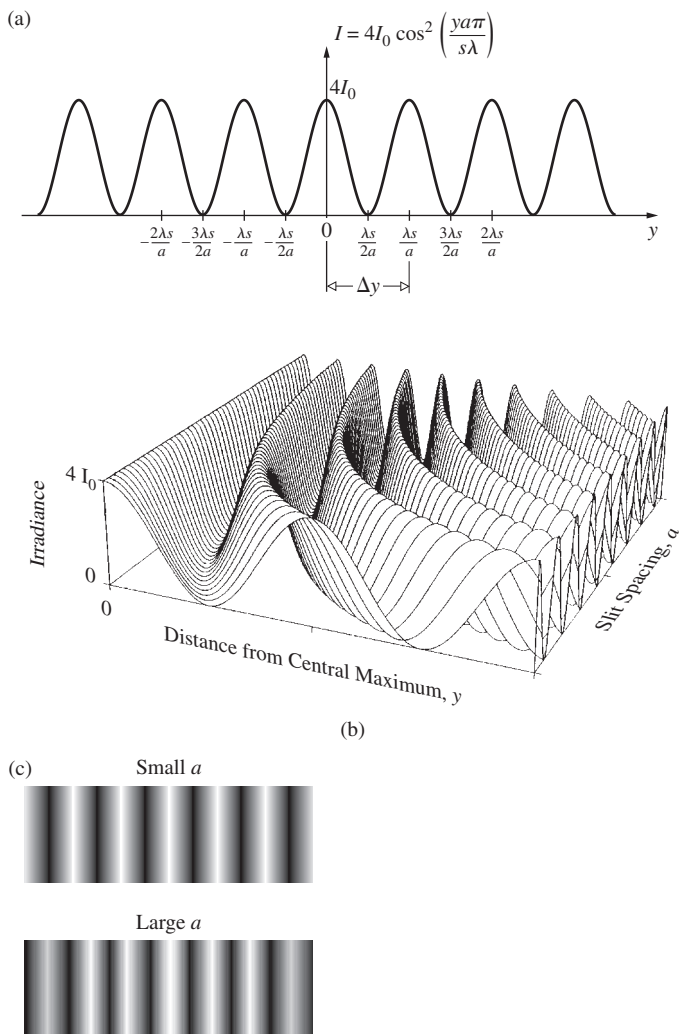 (a)
I = 4I₀ cos² (yaπ/sλ)
4I₀
−2λs/a −3λs/2a −λs/a −λs/2a 0 λs/2a λs/a 3λs/2a 2λs/a y
Δy
4 I₀
Irradiance
0
0
Distance from Central Maximum, y
Slit Spacing, a
(b)
(c)
Small a
Large a